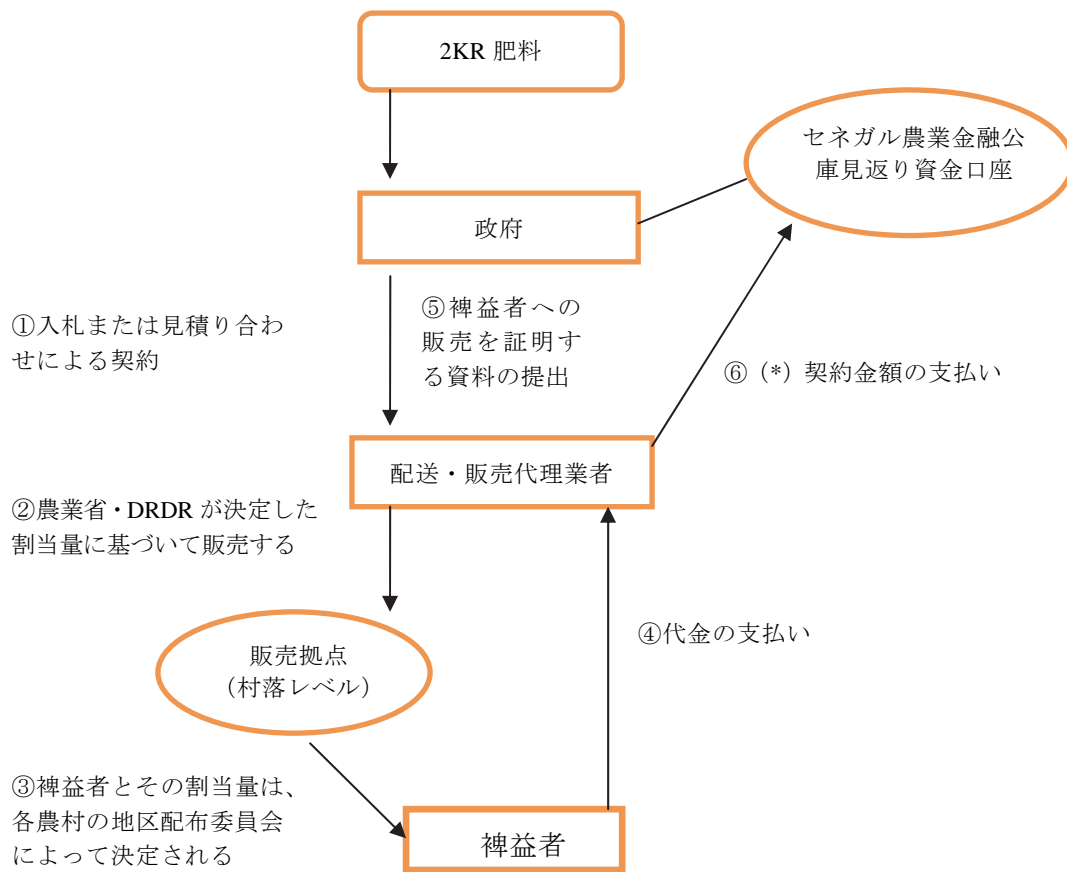 2KR 肥料
セネガル農業金融公
庫見返り資金口座
政府
①入札または見積り合わ
せによる契約
⑤裨益者への
販売を証明す
る資料の提出
⑥ (*) 契約金額の支払い
配送・販売代理業者
②農業省・DRDR が決定した
割当量に基づいて販売する
④代金の支払い
販売拠点
（村落レベル）
③裨益者とその割当量は、
各農村の地区配布委員会
によって決定される
裨益者